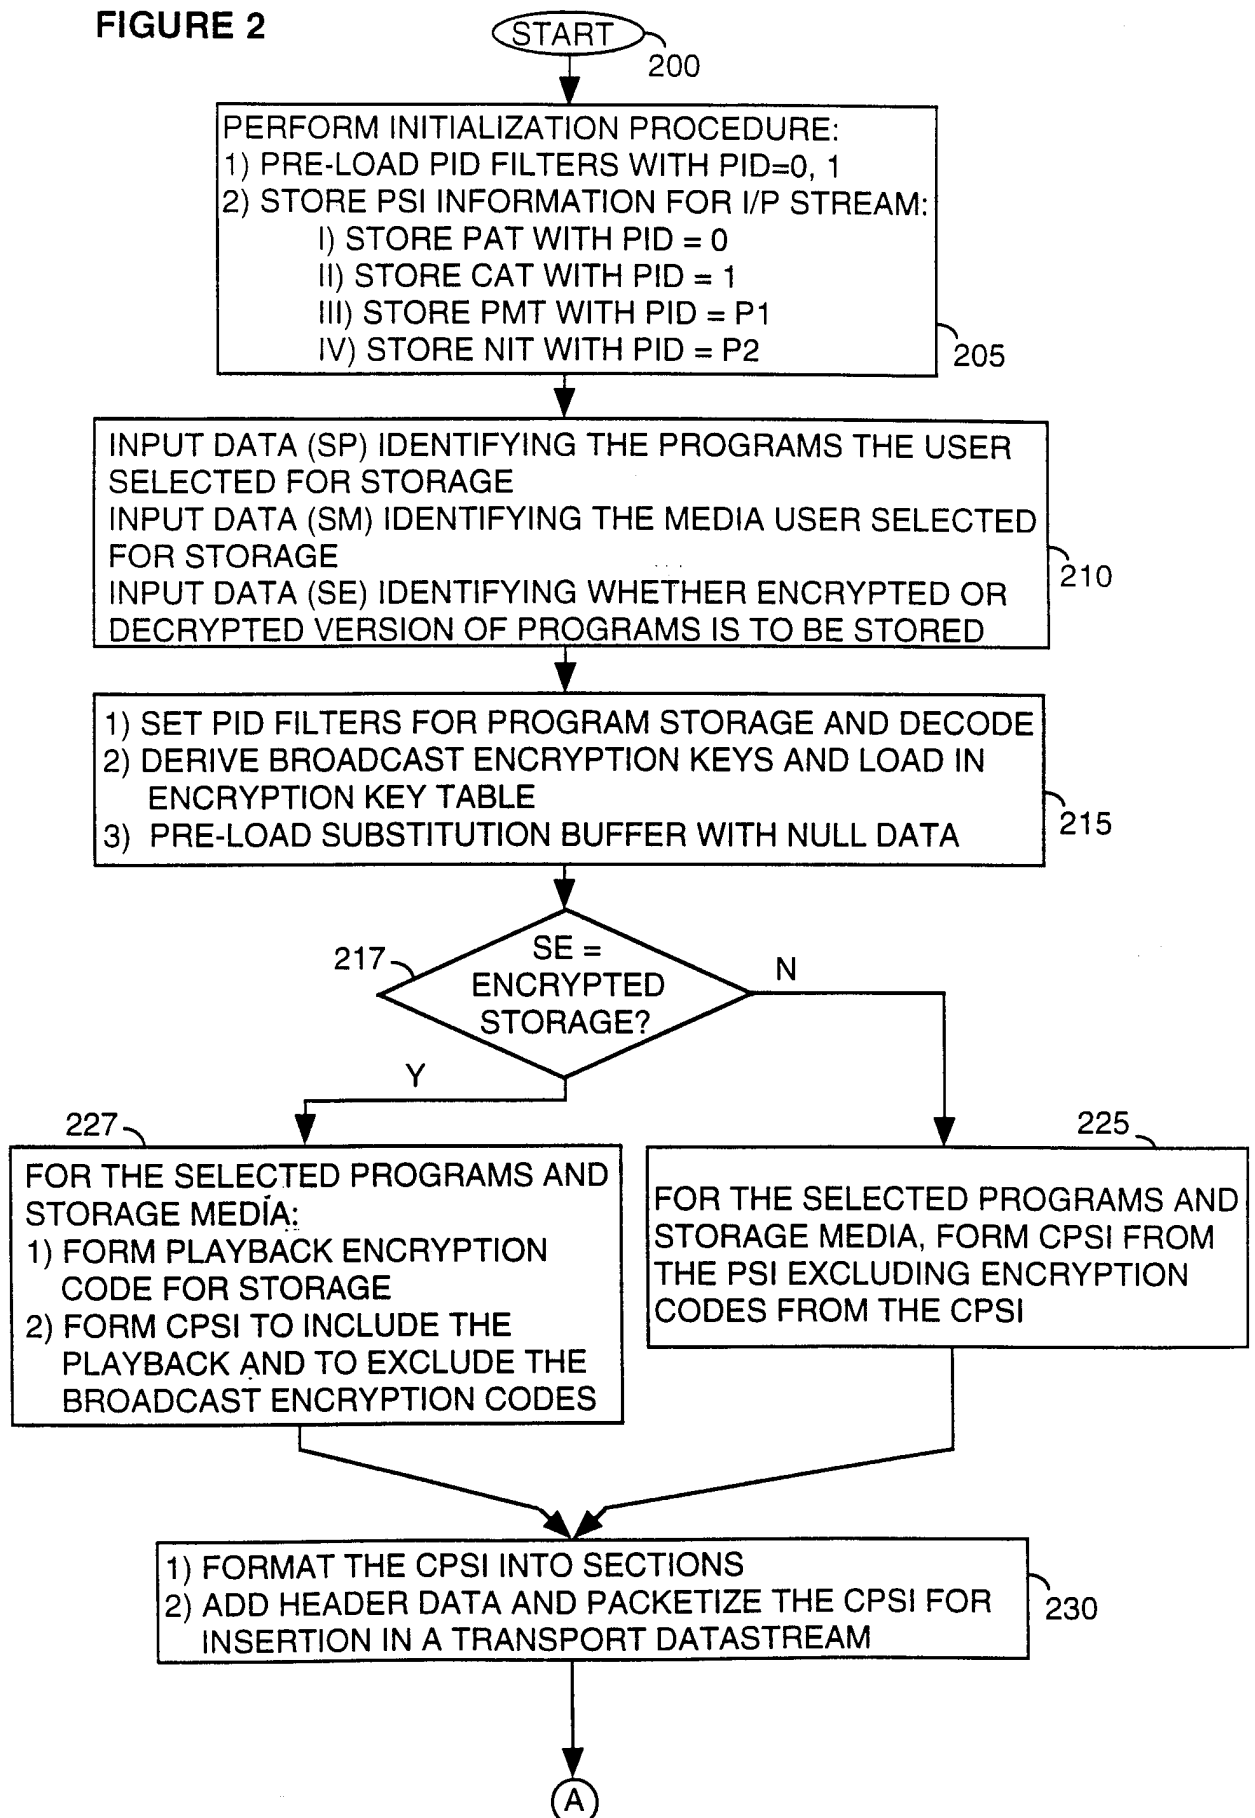 FIGURE 2
START
200
PERFORM INITIALIZATION PROCEDURE:
1) PRE-LOAD PID FILTERS WITH PID=0, 1
2) STORE PSI INFORMATION FOR I/P STREAM:
I) STORE PAT WITH PID = 0
II) STORE CAT WITH PID = 1
III) STORE PMT WITH PID = P1
IV) STORE NIT WITH PID = P2
205
INPUT DATA (SP) IDENTIFYING THE PROGRAMS THE USER
SELECTED FOR STORAGE
INPUT DATA (SM) IDENTIFYING THE MEDIA USER SELECTED
FOR STORAGE
INPUT DATA (SE) IDENTIFYING WHETHER ENCRYPTED OR
DECRYPTED VERSION OF PROGRAMS IS TO BE STORED
210
1) SET PID FILTERS FOR PROGRAM STORAGE AND DECODE
2) DERIVE BROADCAST ENCRYPTION KEYS AND LOAD IN
ENCRYPTION KEY TABLE
3) PRE-LOAD SUBSTITUTION BUFFER WITH NULL DATA
215
217
SE =
ENCRYPTED
STORAGE?
N
Y
227
FOR THE SELECTED PROGRAMS AND
STORAGE MEDIA:
1) FORM PLAYBACK ENCRYPTION
CODE FOR STORAGE
2) FORM CPSI TO INCLUDE THE
PLAYBACK AND TO EXCLUDE THE
BROADCAST ENCRYPTION CODES
225
FOR THE SELECTED PROGRAMS AND
STORAGE MEDIA, FORM CPSI FROM
THE PSI EXCLUDING ENCRYPTION
CODES FROM THE CPSI
1) FORMAT THE CPSI INTO SECTIONS
2) ADD HEADER DATA AND PACKETIZE THE CPSI FOR
INSERTION IN A TRANSPORT DATASTREAM
230
A